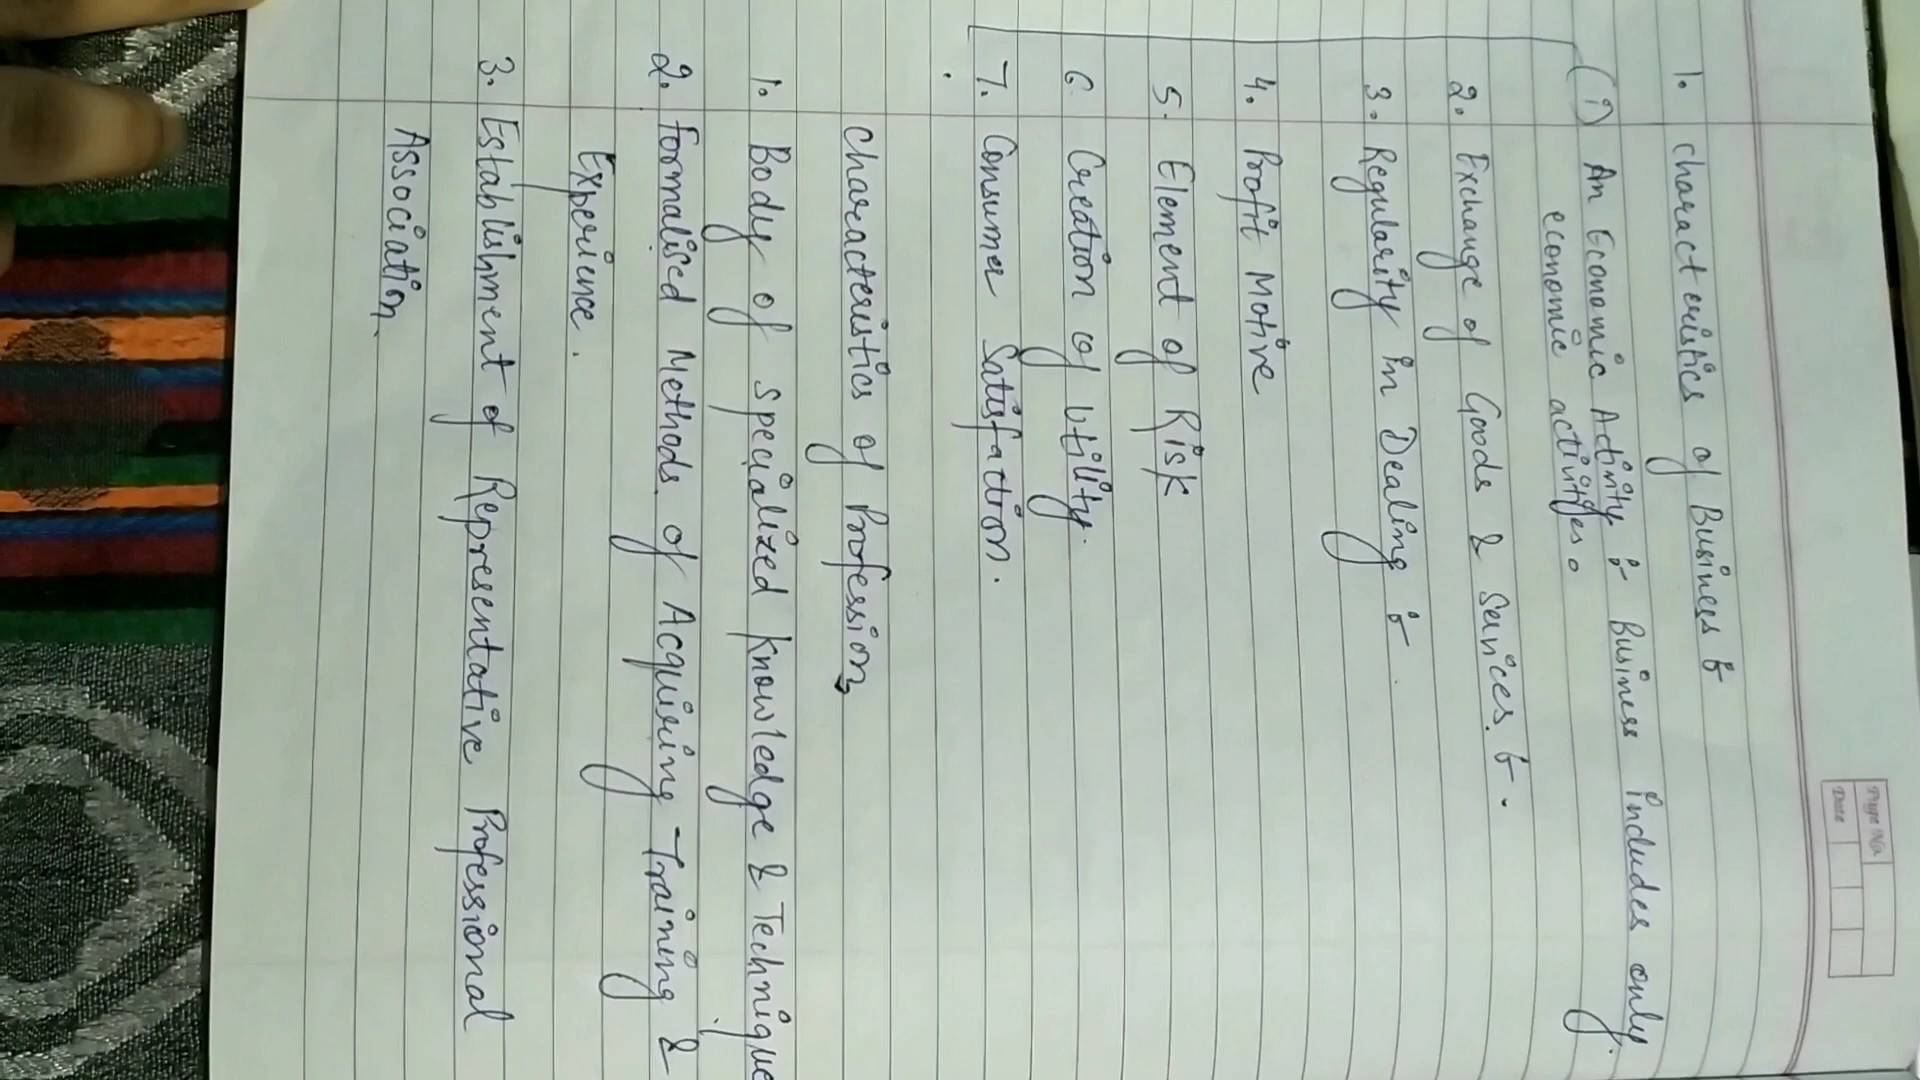 Page No.
Date
1. Characteristics of Business :-
(1) An Economic Activity :- Business includes only
economic activities.
2. Exchange of Goods & Services. :-
3. Regularity in Dealing :-
4. Profit Motive
5. Element of Risk
6. Creation of Utility.
7. Consumer Satisfaction.
Characteristics of Profession
1. Body of specialized knowledge & Technique
2. Formalised Methods of Acquiring Training &
Experience.
3. Establishment of Representative Professional
Association.